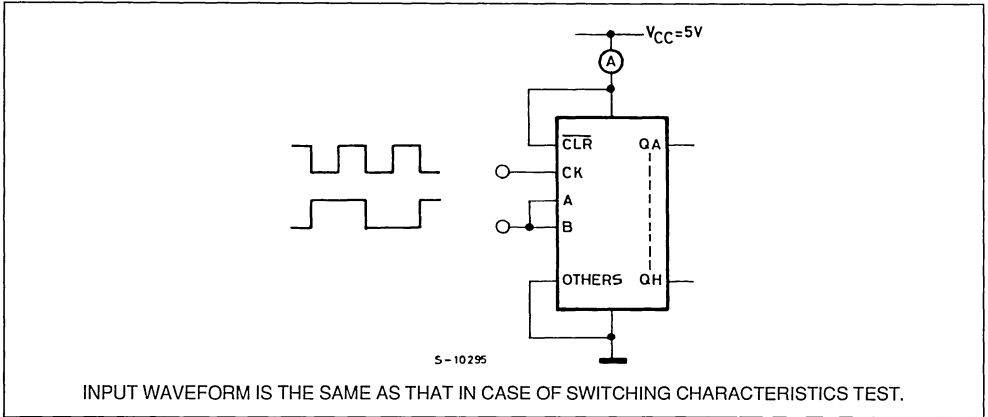 V_CC=5V
A
CLR QA
CK
A
B
OTHERS QH
S-10295
INPUT WAVEFORM IS THE SAME AS THAT IN CASE OF SWITCHING CHARACTERISTICS TEST.